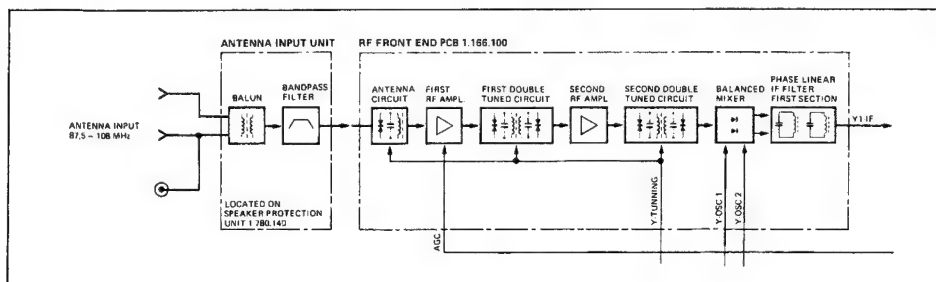 ANTENNA INPUT UNIT
RF FRONT END PCB 1.166.100
BALUN
BANDPASS
FILTER
ANTENNA
CIRCUIT
FIRST
RF AMPL.
FIRST DOUBLE
TUNED CIRCUIT
SECOND
RF AMPL.
SECOND DOUBLE
TUNED CIRCUIT
BALANCED
MIXER
PHASE LINEAR
IF FILTER
FIRST SECTION
ANTENNA INPUT
87,5 – 108 MHz
Y1 IF
LOCATED ON
SPEAKER PROTECTION
UNIT 1.780.140
AGC
Y-TUNNING
Y-OSC 1
Y-OSC 2